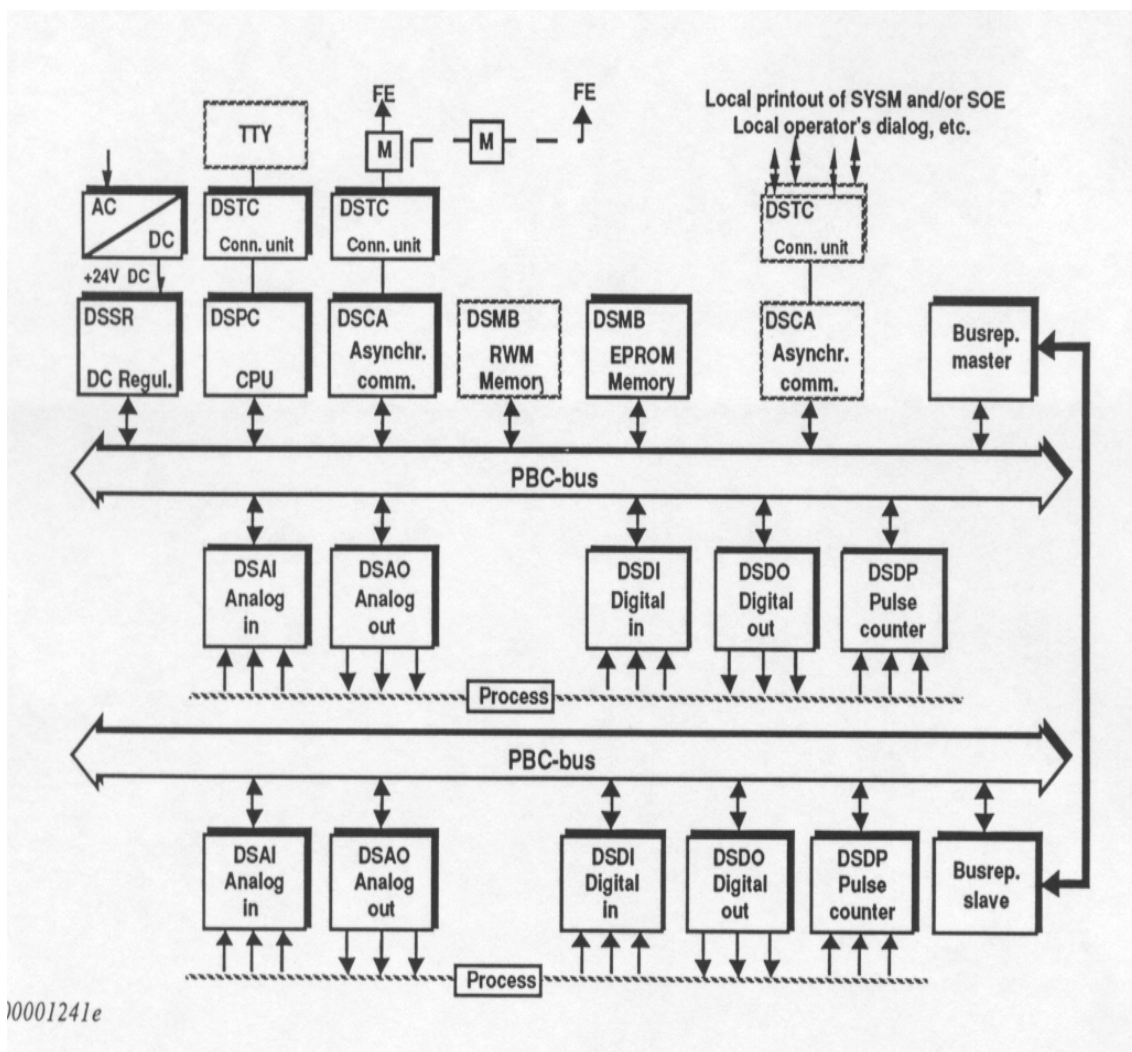 FE
FE
Local printout of SYSM and/or SOE
Local operator's dialog, etc.
TTY
M
M
AC
DC
DSTC
Conn. unit
DSTC
Conn. unit
DSTC
Conn. unit
+24V DC
DSSR
DC Regul.
DSPC
CPU
DSCA
Asynchr.
comm.
DSMB
RWM
Memory
DSMB
EPROM
Memory
DSCA
Asynchr.
comm.
Busrep.
master
PBC-bus
DSAI
Analog
in
DSAO
Analog
out
DSDI
Digital
in
DSDO
Digital
out
DSDP
Pulse
counter
Process
PBC-bus
DSAI
Analog
in
DSAO
Analog
out
DSDI
Digital
in
DSDO
Digital
out
DSDP
Pulse
counter
Busrep.
slave
Process
00001241e